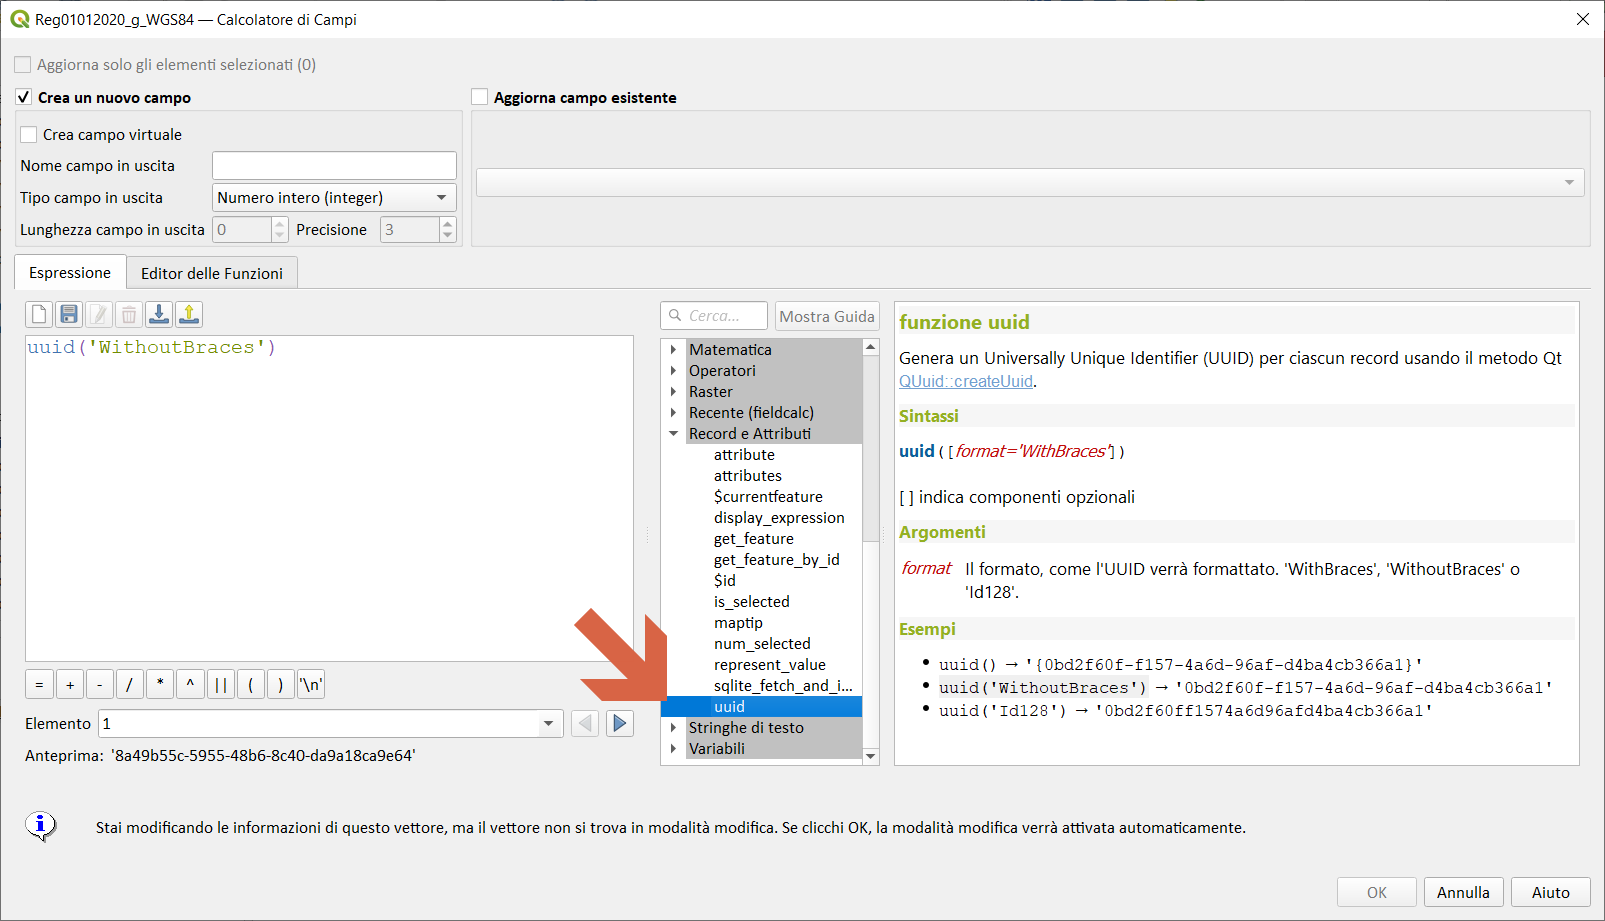 Reg01012020_g_WGS84 — Calcolatore di Campi
Aggiorna solo gli elementi selezionati (0)
Crea un nuovo campo
Aggiorna campo esistente
Crea campo virtuale
Nome campo in uscita
Tipo campo in uscita Numero intero (integer)
Lunghezza campo in uscita 0 Precisione 3
Espressione Editor delle Funzioni
uuid('WithoutBraces')
= + - / * ^ || ( ) '\n'
Elemento 1
Anteprima: '8a49b55c-5955-48b6-8c40-da9a18ca9e64'
Cerca... Mostra Guida
Matematica
Operatori
Raster
Recente (fieldcalc)
Record e Attributi
attribute
attributes
$currentfeature
display_expression
get_feature
get_feature_by_id
$id
is_selected
maptip
num_selected
represent_value
sqlite_fetch_and_i...
uuid
Stringhe di testo
Variabili
funzione uuid
Genera un Universally Unique Identifier (UUID) per ciascun record usando il metodo Qt
QUuid::createUuid.
Sintassi
uuid([format='WithBraces'])
[ ] indica componenti opzionali
Argomenti
format Il formato, come l'UUID verrà formattato. 'WithBraces', 'WithoutBraces' o
'Id128'.
Esempi
• uuid() → '{0bd2f60f-f157-4a6d-96af-d4ba4cb366a1}'
• uuid('WithoutBraces') → '0bd2f60f-f157-4a6d-96af-d4ba4cb366a1'
• uuid('Id128') → '0bd2f60ff1574a6d96afd4ba4cb366a1'
Stai modificando le informazioni di questo vettore, ma il vettore non si trova in modalità modifica. Se clicchi OK, la modalità modifica verrà attivata automaticamente.
OK Annulla Aiuto